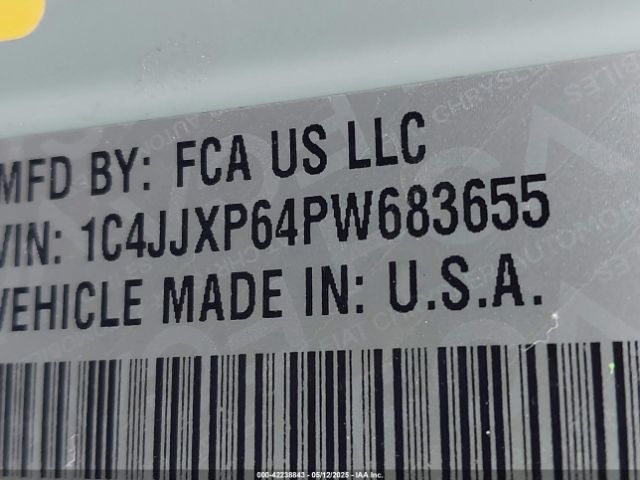 MFD BY: FCA US LLC
VIN: 1C4JJXP64PW683655
VEHICLE MADE IN: U.S.A.
000-42238843 - 05/12/2025 - IAA Inc.